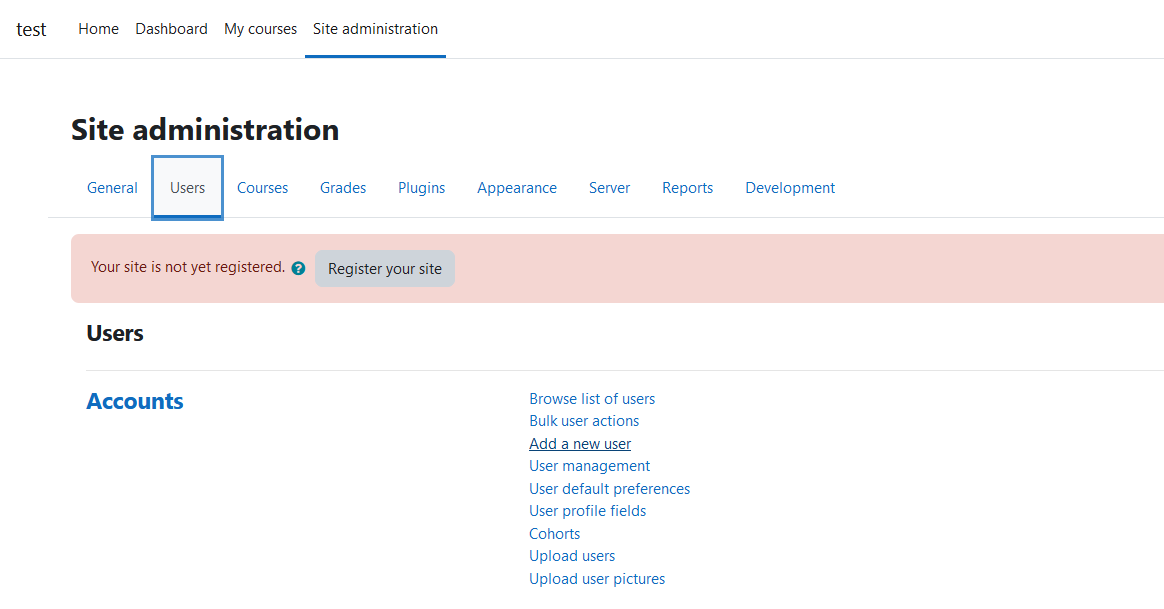 test Home Dashboard My courses Site administration
Site administration
General Users Courses Grades Plugins Appearance Server Reports Development
Your site is not yet registered. ? Register your site
Users
Accounts
Browse list of users
Bulk user actions
Add a new user
User management
User default preferences
User profile fields
Cohorts
Upload users
Upload user pictures